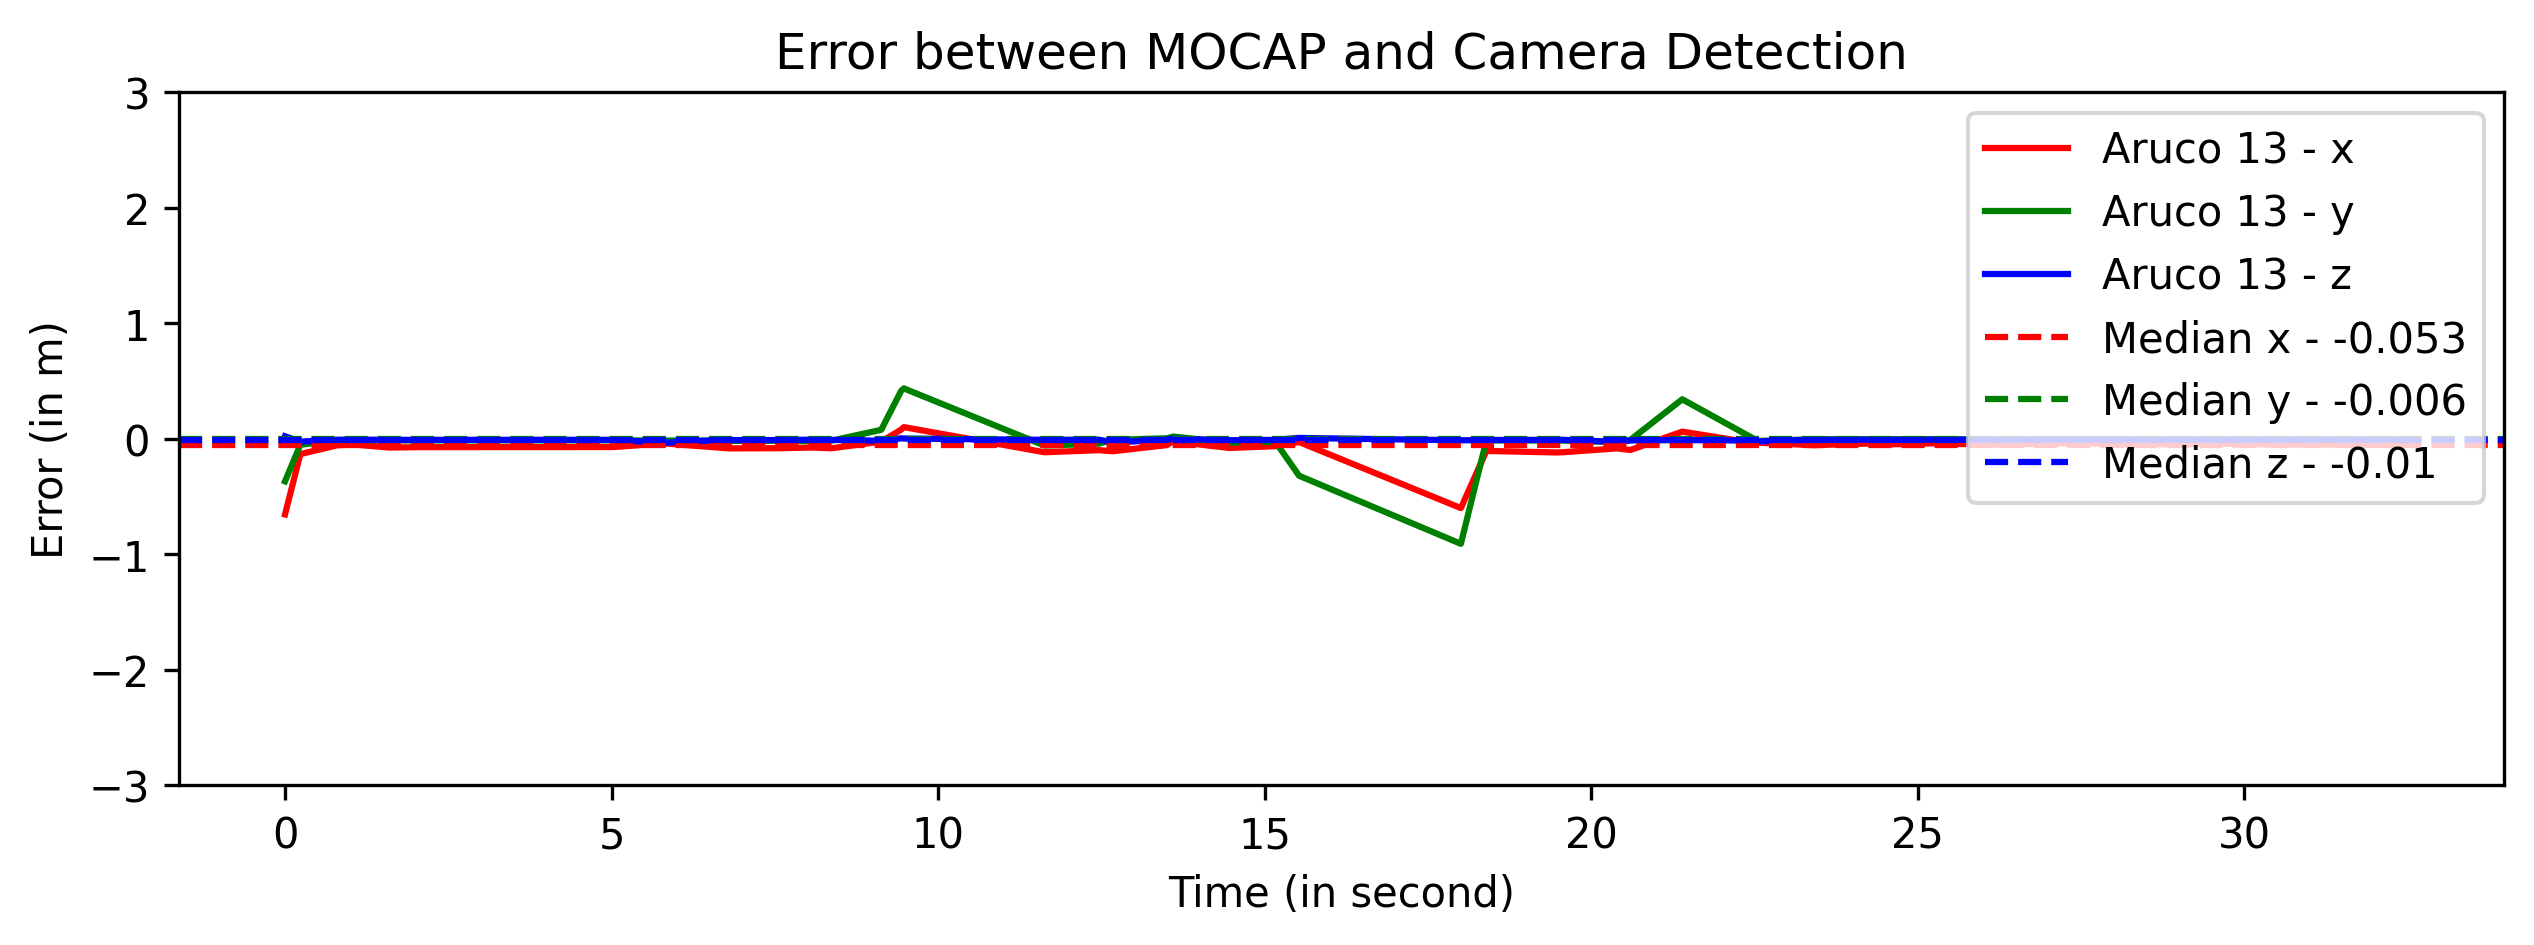 Error between MOCAP and Camera Detection
3
2
1
0
−1
−2
−3
Error (in m)
Aruco 13 - x
Aruco 13 - y
Aruco 13 - z
Median x - -0.053
Median y - -0.006
Median z - -0.01
0 5 10 15 20 25 30
Time (in second)